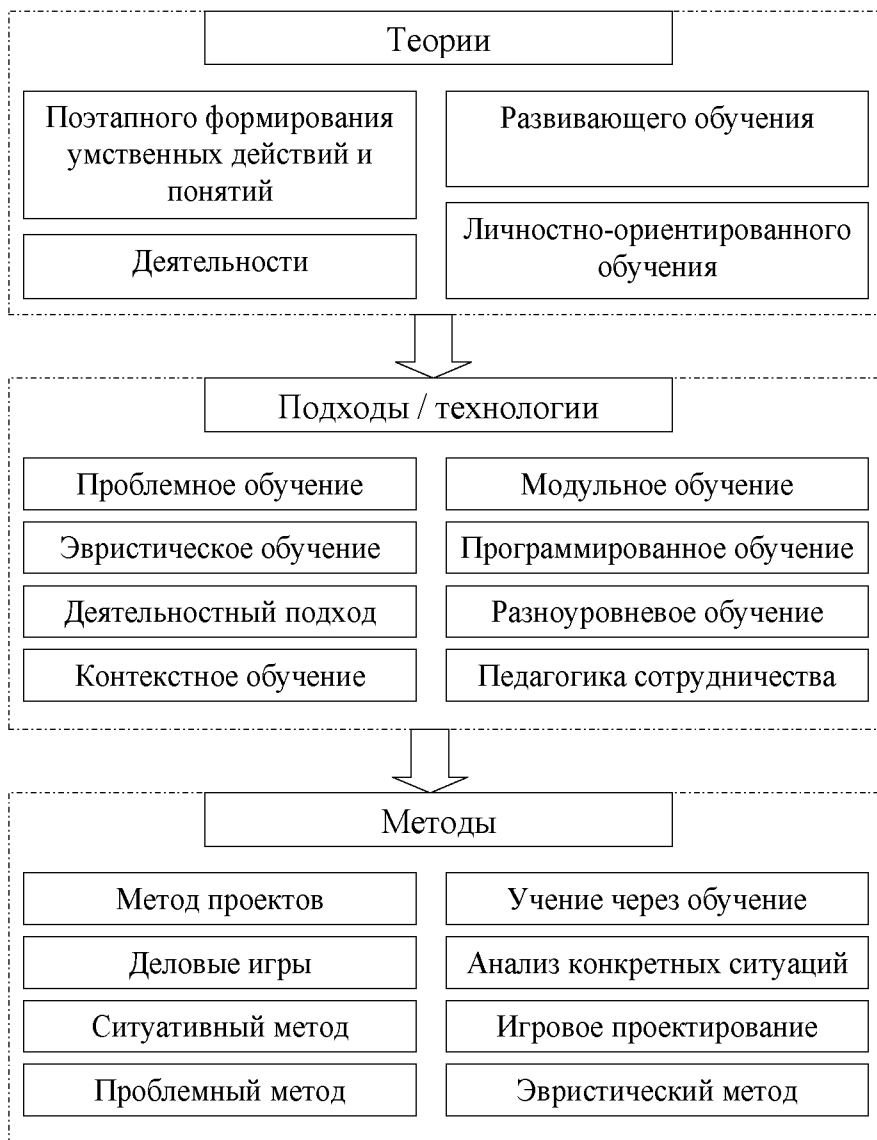 Теории
Поэтапного формирования
умственных действий и
понятий
Деятельности
Развивающего обучения
Личностно-ориентированного
обучения
Подходы / технологии
Проблемное обучение
Модульное обучение
Эвристическое обучение
Программированное обучение
Деятельностный подход
Разноуровневое обучение
Контекстное обучение
Педагогика сотрудничества
Методы
Метод проектов
Учение через обучение
Деловые игры
Анализ конкретных ситуаций
Ситуативный метод
Игровое проектирование
Проблемный метод
Эвристический метод